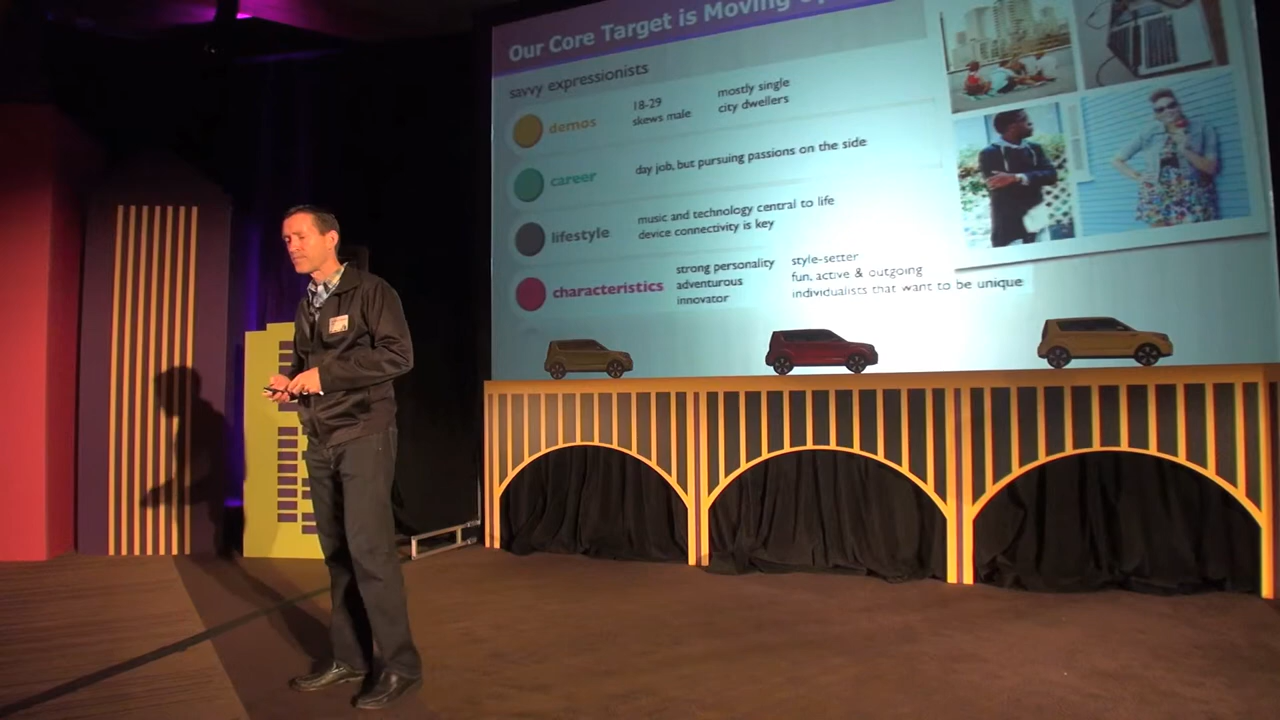 Our Core Target is Moving
savvy expressionists
demos
18-29
skews male
mostly single
city dwellers
career
day job, but pursuing passions on the side
lifestyle
music and technology central to life
device connectivity is key
characteristics
strong personality
adventurous
innovator
style-setter
fun, active & outgoing
individualists that want to be unique